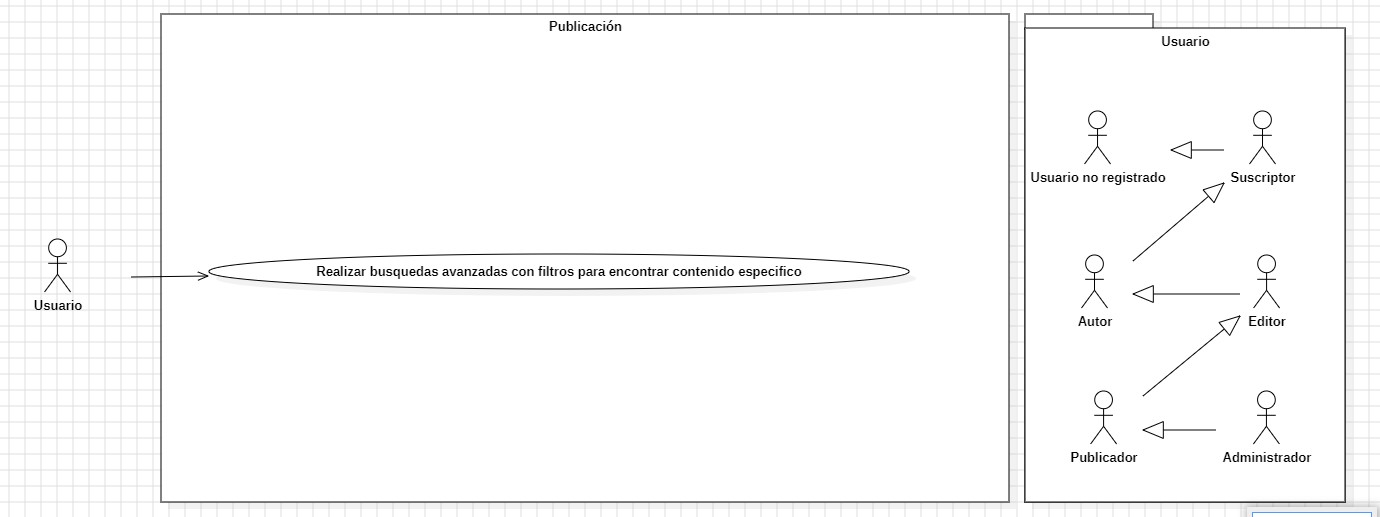 Publicación
Usuario
Usuario no registrado
Suscriptor
Usuario
Realizar busquedas avanzadas con filtros para encontrar contenido especifico
Autor
Editor
Publicador
Administrador